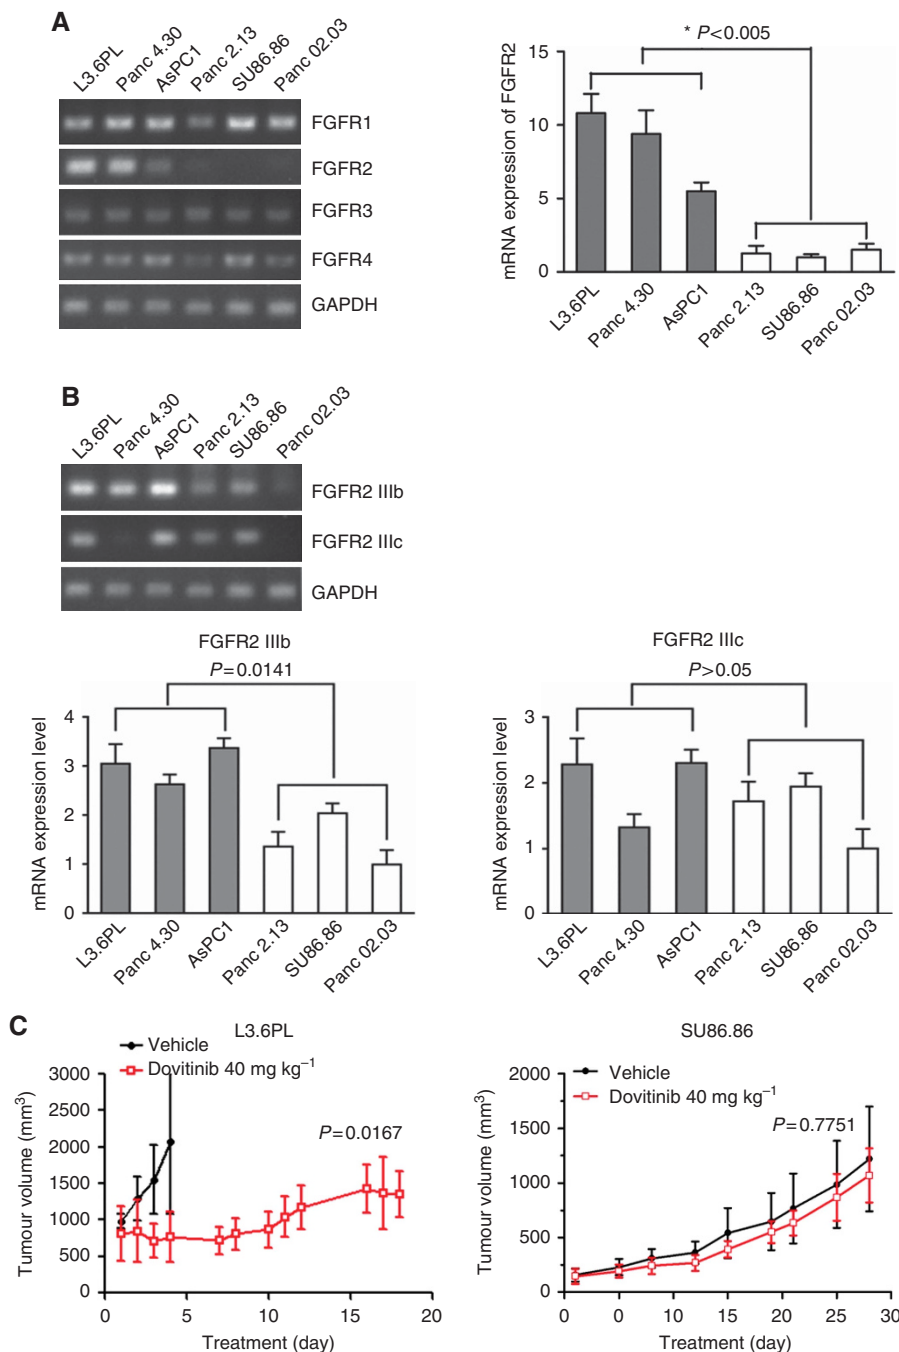 A
L3.6PL
Panc 4.30
AsPC1
Panc 2.13
SU86.86
Panc 02.03
FGFR1
FGFR2
FGFR3
FGFR4
GAPDH
* P<0.005
mRNA expression of FGFR2
15
10
5
0
L3.6PL
Panc 4.30
AsPC1
Panc 2.13
SU86.86
Panc 02.03
B
L3.6PL
Panc 4.30
AsPC1
Panc 2.13
SU86.86
Panc 02.03
FGFR2 IIIb
FGFR2 IIIc
GAPDH
FGFR2 IIIb
P=0.0141
mRNA expression level
4
3
2
1
0
L3.6PL
Panc 4.30
AsPC1
Panc 2.13
SU86.86
Panc 02.03
FGFR2 IIIc
P>0.05
mRNA expression level
3
2
1
0
L3.6PL
Panc 4.30
AsPC1
Panc 2.13
SU86.86
Panc 02.03
C
L3.6PL
Vehicle
Dovitinib 40 mg kg⁻¹
P=0.0167
Tumour volume (mm³)
3000
2500
2000
1500
1000
500
0
0 5 10 15 20
Treatment (day)
SU86.86
Vehicle
Dovitinib 40 mg kg⁻¹
P=0.7751
Tumour volume (mm³)
2000
1500
1000
500
0
0 0 10 15 20 25 30
Treatment (day)